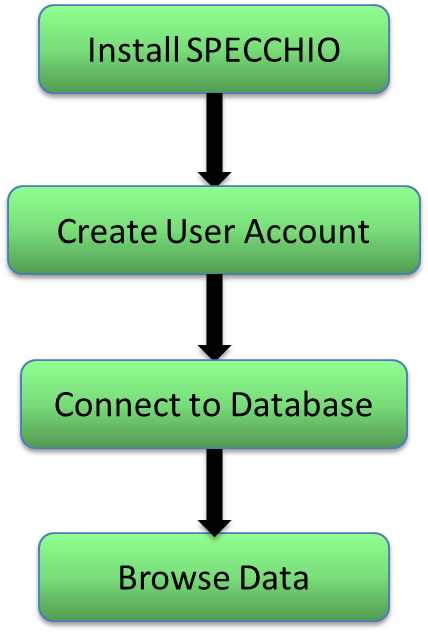 Install SPECCHIO
Create User Account
Connect to Database
Browse Data